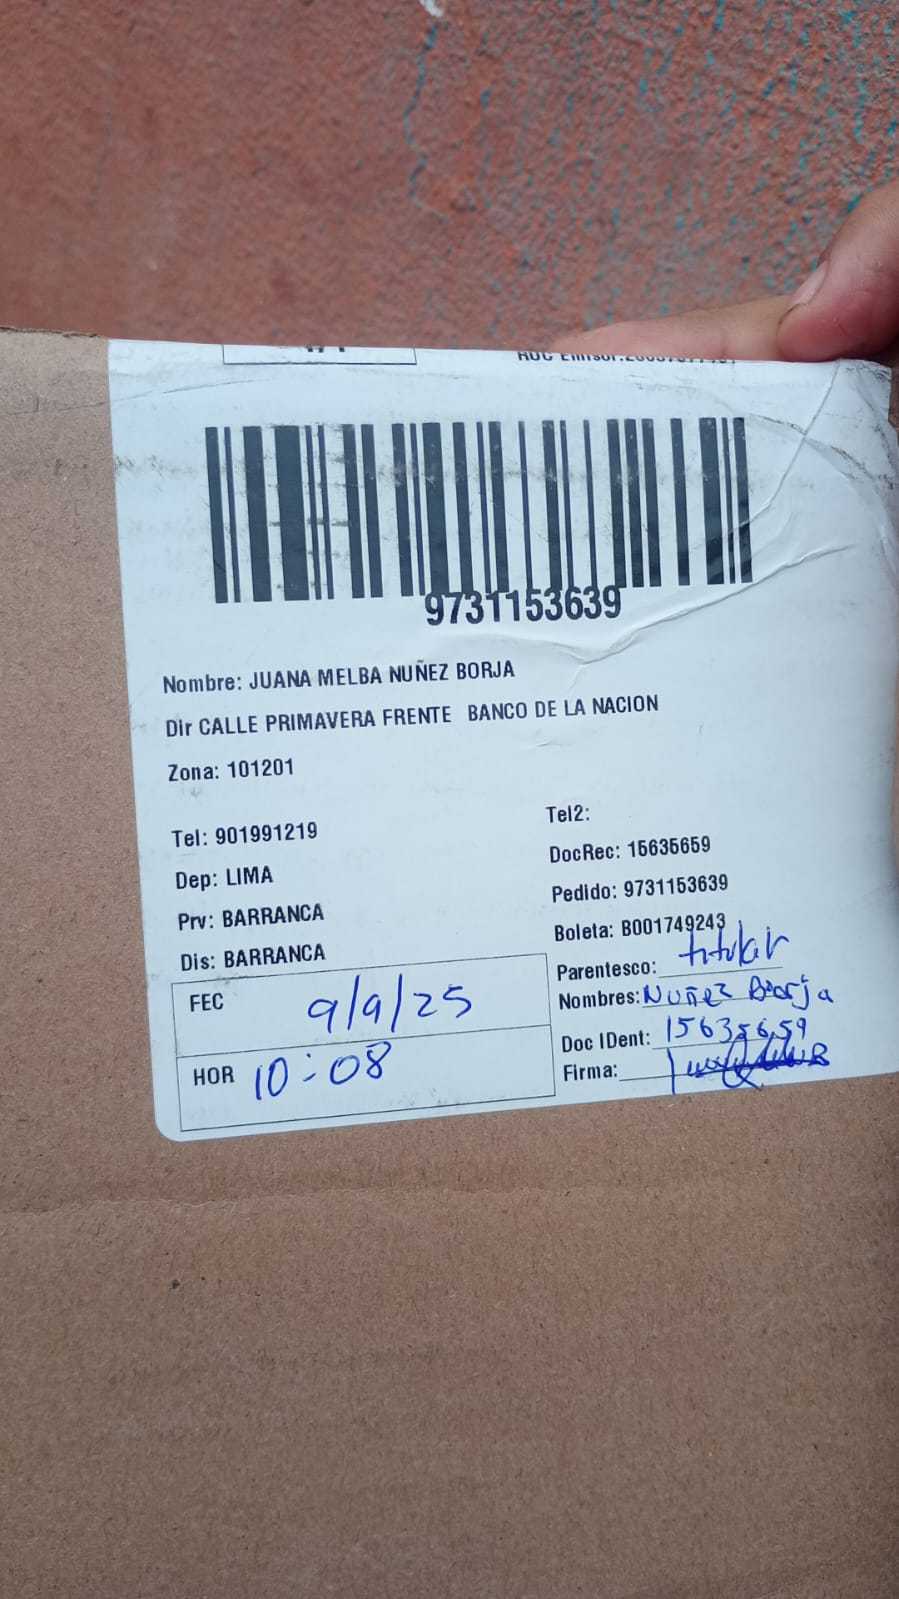 9731153639
Nombre: JUANA MELBA NUÑEZ BORJA
Dir CALLE PRIMAVERA FRENTE BANCO DE LA NACION
Zona: 101201
Tel: 901991219
Tel2:
Dep: LIMA
DocRec: 15635659
Prv: BARRANCA
Pedido: 9731153639
Dis: BARRANCA
Boleta: B001749243
Parentesco: titular
FEC 9/9/25
Nombres: Nuñez Borja
Doc IDent: 15635659
HOR 10:08
Firma: